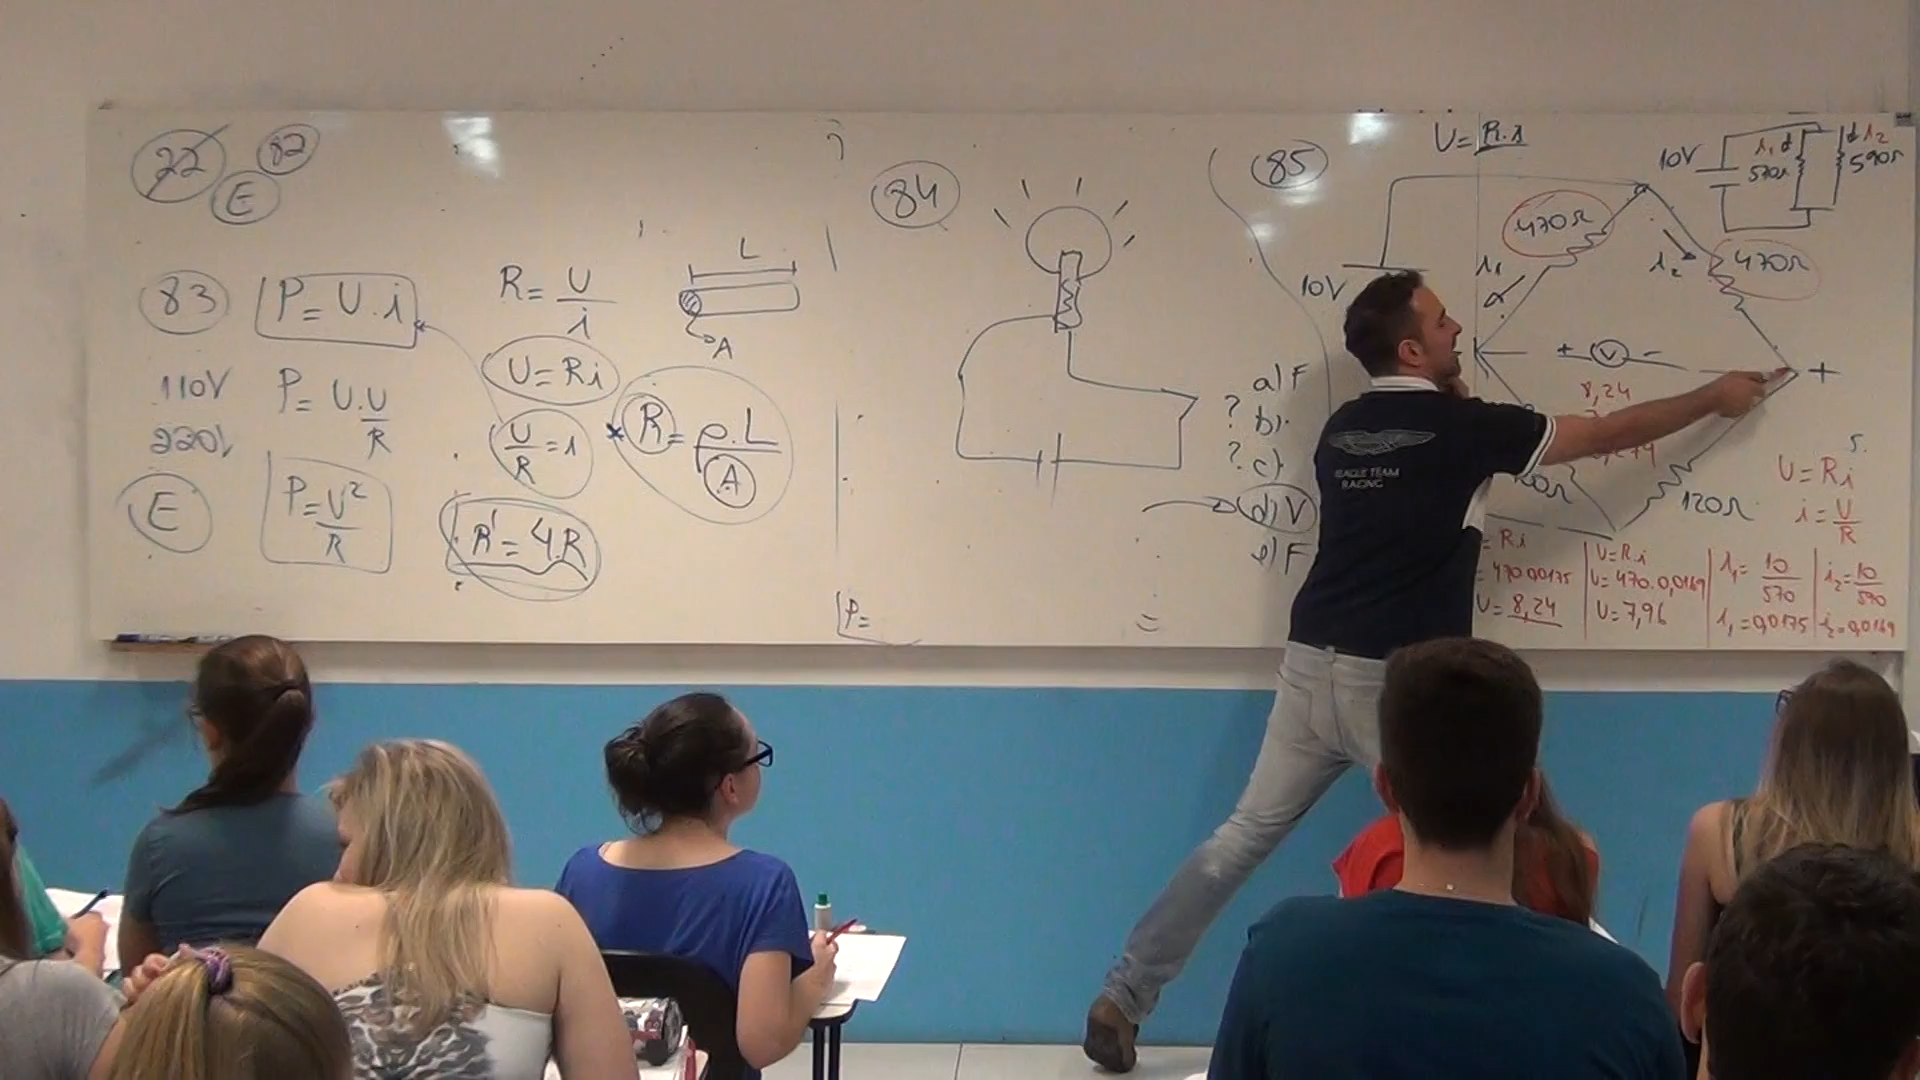 22
82
E
83
P = U.i
110V
P = U.U/R
220V
E
P = U²/R
R = U/i
U = Ri
U/R = i
R' = 4.R
L
A
R = ρ.L/A
P=
=
84
a) F
? b)
? c)
d) V
e) F
85
U = R.i
10V
470Ω
i₁
i₂
470Ω
+ V -
+
8,24
120Ω
10V
i₁
570Ω
i₂
590Ω
U = Ri
i = U/R
= Ri
= 470.0,0175
U = 8,24
U = R.i
U = 470.0,0169
U = 7,96
i₁ = 10/570
i₁ = 0,0175
i₂ = 10/590
i₂ = 0,0169
EAGLE TEAM
RACING